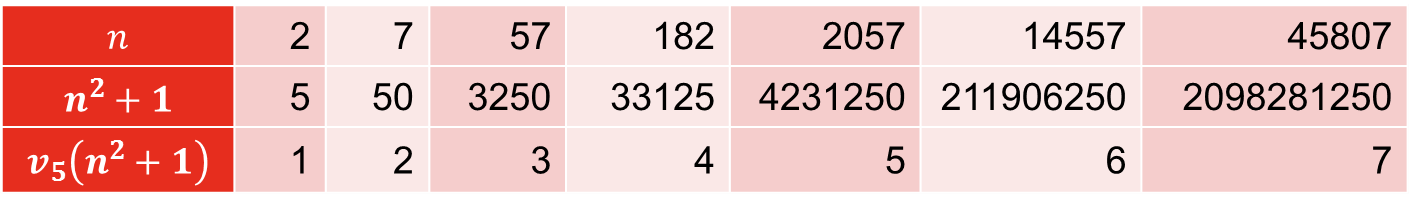 n 2 7 57 182 2057 14557 45807
n² + 1 5 50 3250 33125 4231250 211906250 2098281250
v₅(n² + 1) 1 2 3 4 5 6 7